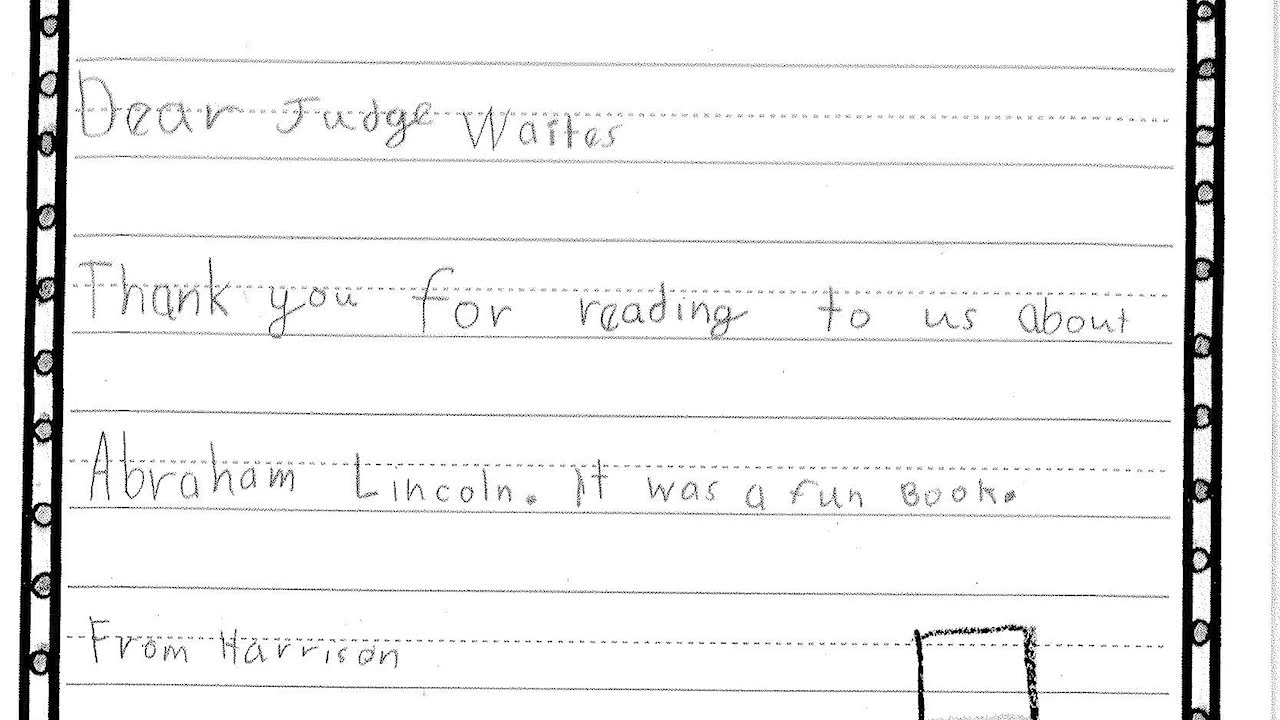 Dear Judge Waites
Thank you for reading to us about
Abraham Lincoln. It was a fun Book.
From Harrison